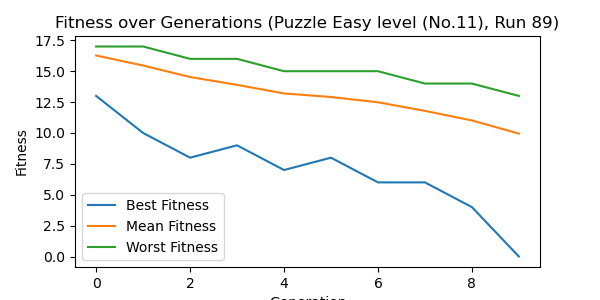 Fitness over Generations (Puzzle Easy level (No.11), Run 89)
17.5
15.0
12.5
10.0
7.5
5.0
2.5
0.0
Fitness
Best Fitness
Mean Fitness
Worst Fitness
0 2 4 6 8
Generation